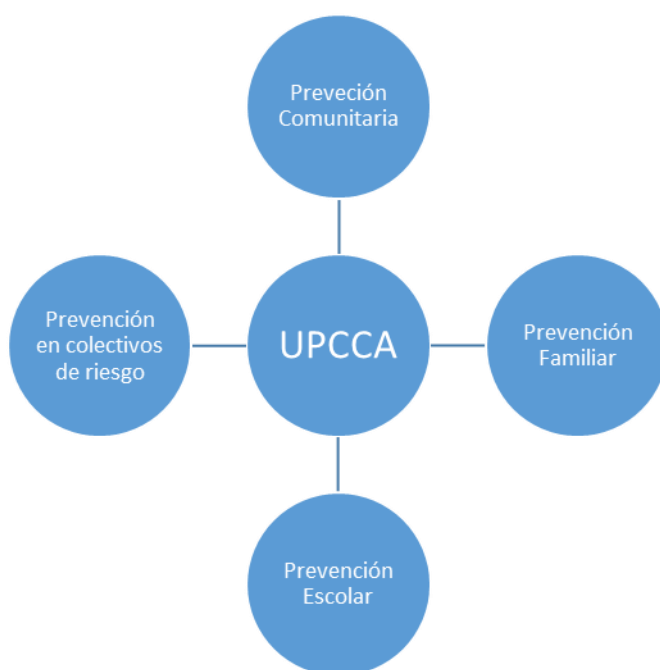 Preveción
Comunitaria
Prevención
en colectivos
de riesgo
UPCCA
Prevención
Familiar
Prevención
Escolar